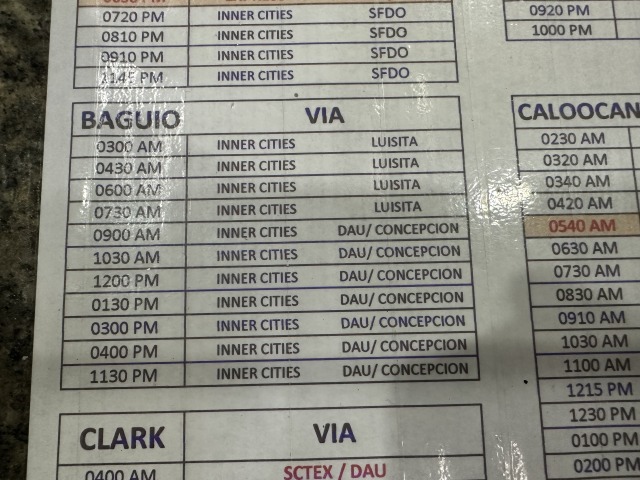 0720 PM INNER CITIES SFDO
0810 PM INNER CITIES SFDO
0910 PM INNER CITIES SFDO
1145 PM INNER CITIES SFDO
BAGUIO VIA
0300 AM INNER CITIES LUISITA
0430 AM INNER CITIES LUISITA
0600 AM INNER CITIES LUISITA
0730 AM INNER CITIES LUISITA
0900 AM INNER CITIES DAU/ CONCEPCION
1030 AM INNER CITIES DAU/ CONCEPCION
1200 PM INNER CITIES DAU/ CONCEPCION
0130 PM INNER CITIES DAU/ CONCEPCION
0300 PM INNER CITIES DAU/ CONCEPCION
0400 PM INNER CITIES DAU/ CONCEPCION
1130 PM INNER CITIES DAU/ CONCEPCION
CLARK VIA
0400 AM SCTEX / DAU
0920 PM
1000 PM
CALOOCAN
0230 AM
0320 AM
0340 AM
0420 AM
0540 AM
0630 AM
0730 AM
0830 AM
0910 AM
1030 AM
1100 AM
1215 PM
1230 PM
0100 PM
0200 PM